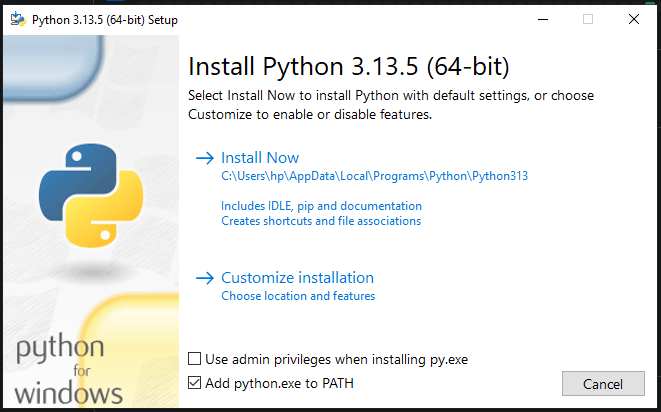 Python 3.13.5 (64-bit) Setup
Install Python 3.13.5 (64-bit)
Select Install Now to install Python with default settings, or choose
Customize to enable or disable features.
Install Now
C:\Users\hp\AppData\Local\Programs\Python\Python313
Includes IDLE, pip and documentation
Creates shortcuts and file associations
Customize installation
Choose location and features
python
for
windows
Use admin privileges when installing py.exe
Add python.exe to PATH
Cancel